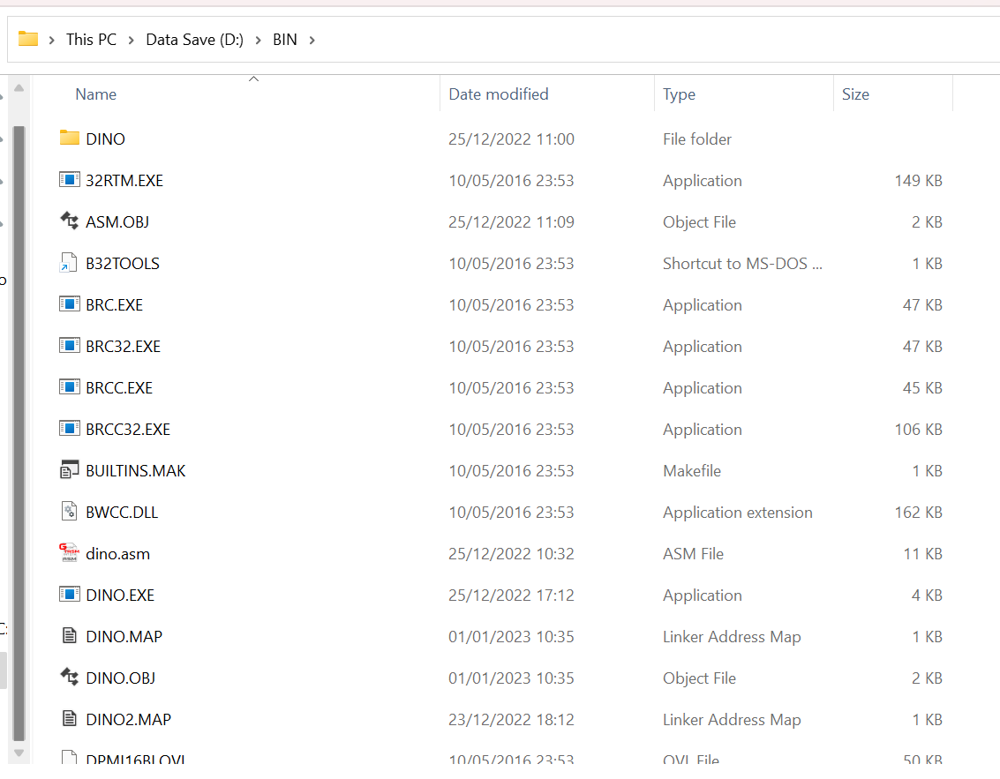 This PC > Data Save (D:) > BIN >
Name Date modified Type Size
DINO 25/12/2022 11:00 File folder
32RTM.EXE 10/05/2016 23:53 Application 149 KB
ASM.OBJ 25/12/2022 11:09 Object File 2 KB
B32TOOLS 10/05/2016 23:53 Shortcut to MS-DOS ... 1 KB
BRC.EXE 10/05/2016 23:53 Application 47 KB
BRC32.EXE 10/05/2016 23:53 Application 47 KB
BRCC.EXE 10/05/2016 23:53 Application 45 KB
BRCC32.EXE 10/05/2016 23:53 Application 106 KB
BUILTINS.MAK 10/05/2016 23:53 Makefile 1 KB
BWCC.DLL 10/05/2016 23:53 Application extension 162 KB
dino.asm 25/12/2022 10:32 ASM File 11 KB
DINO.EXE 25/12/2022 17:12 Application 4 KB
DINO.MAP 01/01/2023 10:35 Linker Address Map 1 KB
DINO.OBJ 01/01/2023 10:35 Object File 2 KB
DINO2.MAP 23/12/2022 18:12 Linker Address Map 1 KB
DPMI16BI.OVL 10/05/2016 23:53 OVL File 50 KB